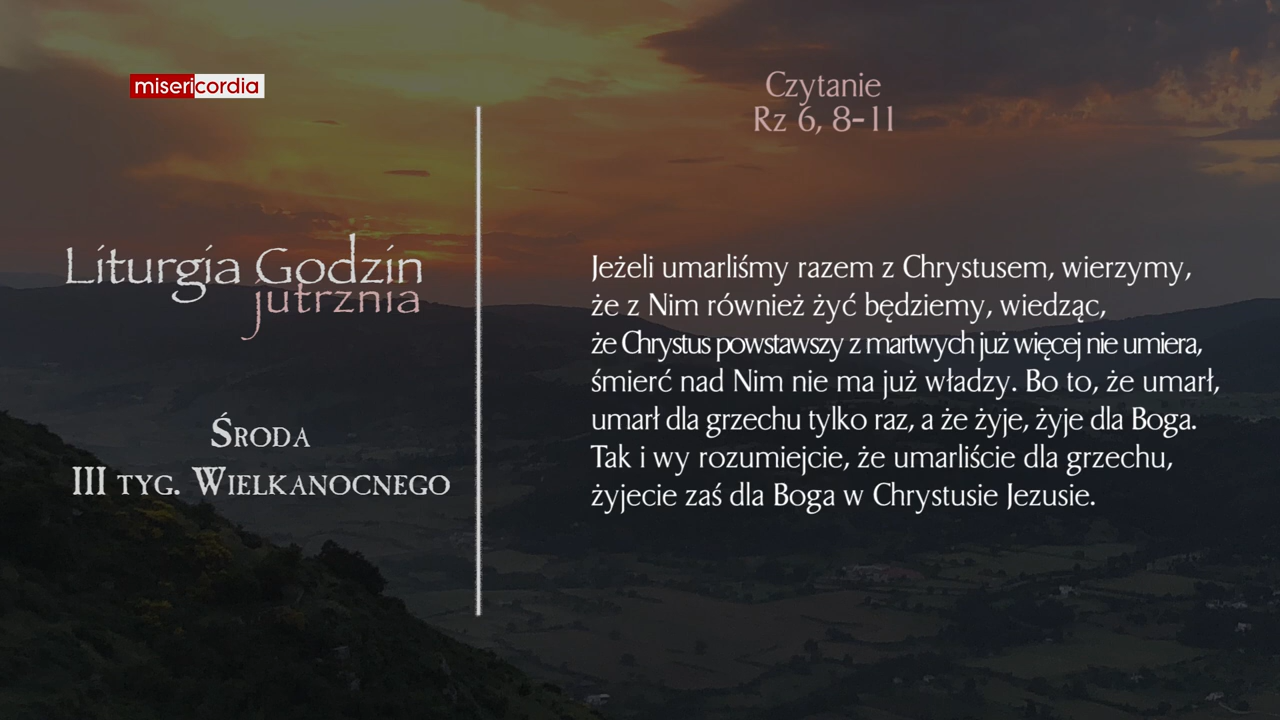 misericordia
Liturgia Godzin
jutrznia
Środa
III tyg. Wielkanocnego
Czytanie
Rz 6, 8-11
Jeżeli umarliśmy razem z Chrystusem, wierzymy,
że z Nim również żyć będziemy, wiedząc,
że Chrystus powstawszy z martwych już więcej nie umiera,
śmierć nad Nim nie ma już władzy. Bo to, że umarł,
umarł dla grzechu tylko raz, a że żyje, żyje dla Boga.
Tak i wy rozumiejcie, że umarliście dla grzechu,
żyjecie zaś dla Boga w Chrystusie Jezusie.